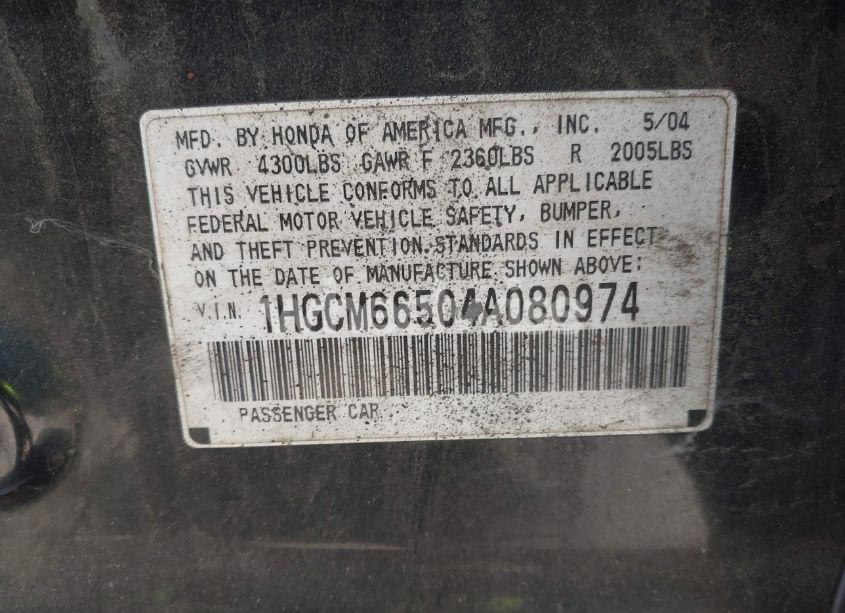 MFD. BY HONDA OF AMERICA MFG., INC. 5/04
GVWR 4300LBS GAWR F 2360LBS R 2005LBS
THIS VEHICLE CONFORMS TO ALL APPLICABLE
FEDERAL MOTOR VEHICLE SAFETY, BUMPER,
AND THEFT PREVENTION STANDARDS IN EFFECT
ON THE DATE OF MANUFACTURE SHOWN ABOVE:
V.I.N. 1HGCM66504A080974
PASSENGER CAR